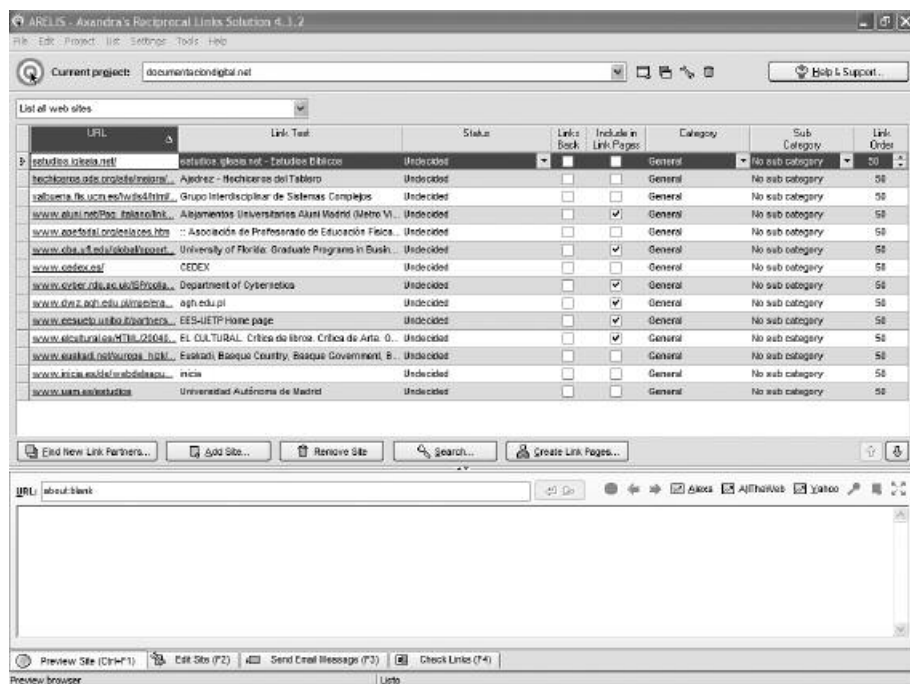 ARELIS - Axandra's Reciprocal Links Solution 4.1.2
File Edit Project List Settings Tools Help
Current project: documentaciondigital.net Help & Support...
List all web sites
URL Link Text Status Links Back Include in Link Pages Category Sub Category Link Order
estudios.iglesia.net/ estudios.iglesia.net - Estudios Bíblicos Undecided General No sub category 50
Ajedrez - Hechiceros del Tablero Undecided General No sub category 50
Grupo Interdisciplinar de Sistemas Complejos Undecided General No sub category 50
Alojamientos Universitarios Aluni Madrid (Metro Vi... Undecided General No sub category 50
www.apefadal.org/enlaces.htm :: Asociación de Profesorado de Educación Física... Undecided General No sub category 50
University of Florida: Graduate Programs in Busin... Undecided General No sub category 50
www.cedex.es/ CEDEX Undecided General No sub category 50
Department of Cybernetics Undecided General No sub category 50
agh.edu.pl Undecided General No sub category 50
EES-UETP Home page Undecided General No sub category 50
www.elcultural.es/HTML/20040... EL CULTURAL. Crítica de libros. Crítica de Arte. O... Undecided General No sub category 50
Euskadi, Basque Country, Basque Government, B... Undecided General No sub category 50
inicia Undecided General No sub category 50
www.uam.es/estudios Universidad Autónoma de Madrid Undecided General No sub category 50
Find New Link Partners... Add Site... Remove Site Search... Create Link Pages...
URL: about:blank Go Alexa AllTheWeb Yahoo
Preview Site (Ctrl+F1) Edit Site (F2) Send Email Message (F3) Check Links (F4)
Preview browser Listo